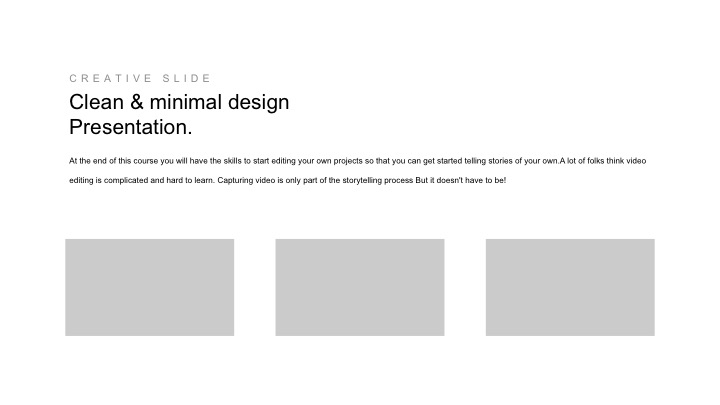 CREATIVE SLIDE
Clean & minimal design
Presentation.
At the end of this course you will have the skills to start editing your own projects so that you can get started telling stories of your own.A lot of folks think video
editing is complicated and hard to learn. Capturing video is only part of the storytelling process But it doesn't have to be!